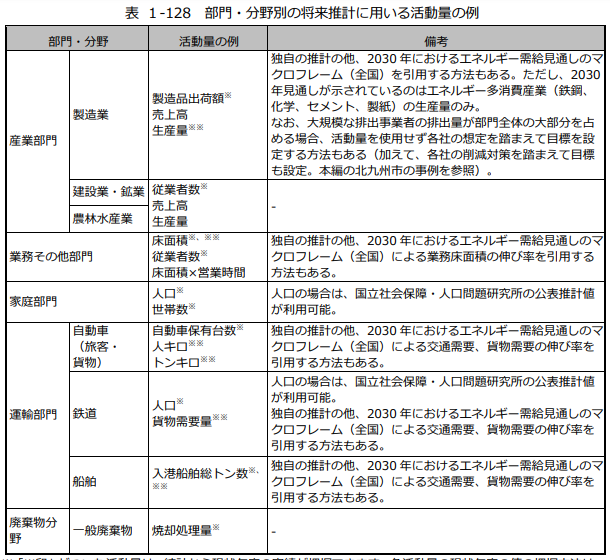 表 1-128 部門・分野別の将来推計に用いる活動量の例
部門・分野 活動量の例 備考
産業部門
製造業
製造品出荷額※
売上高
生産量※※
独自の推計の他、2030 年におけるエネルギー需給見通しのマ
クロフレーム（全国）を引用する方法もある。ただし、2030
年見通しが示されているのはエネルギー多消費産業（鉄鋼、
化学、セメント、製紙）の生産量のみ。
なお、大規模な排出事業者の排出量が部門全体の大部分を占
める場合、活動量を使用せず各社の想定を踏まえて目標を設
定する方法もある（加えて、各社の削減対策を踏まえて目標
も設定。本編の北九州市の事例を参照）。
建設業・鉱業
農林水産業
従業者数※
売上高
生産量
-
業務その他部門
床面積※、※※
従業者数※
床面積×営業時間
独自の推計の他、2030 年におけるエネルギー需給見通しのマ
クロフレーム（全国）による業務床面積の伸び率を引用する
方法もある。
家庭部門
人口※
世帯数※
人口の場合は、国立社会保障・人口問題研究所の公表推計値
が利用可能。
運輸部門
自動車
（旅客・
貨物）
自動車保有台数※
人キロ※※
トンキロ※※
独自の推計の他、2030 年におけるエネルギー需給見通しのマ
クロフレーム（全国）による交通需要、貨物需要の伸び率を
引用する方法もある。
鉄道
人口※
貨物需要量※※
人口の場合は、国立社会保障・人口問題研究所の公表推計値
が利用可能。
独自の推計の他、2030 年におけるエネルギー需給見通しのマ
クロフレーム（全国）による交通需要、貨物需要の伸び率を
引用する方法もある。
船舶
入港船舶総トン数※、
※※
独自の推計の他、2030 年におけるエネルギー需給見通しのマ
クロフレーム（全国）による交通需要、貨物需要の伸び率を
引用する方法もある。
廃棄物分
野
一般廃棄物
焼却処理量※
-